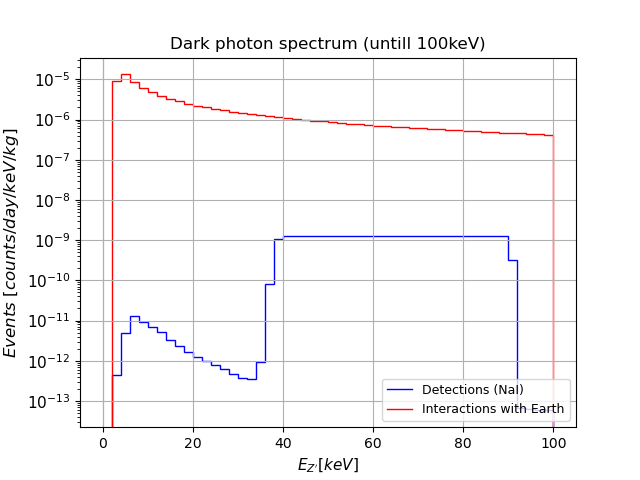 Dark photon spectrum (untill 100keV)
Events [counts/day/keV/kg]
10⁻⁵
10⁻⁶
10⁻⁷
10⁻⁸
10⁻⁹
10⁻¹⁰
10⁻¹¹
10⁻¹²
10⁻¹³
Detections (NaI)
Interactions with Earth
0 20 40 60 80 100
E_Z′[keV]